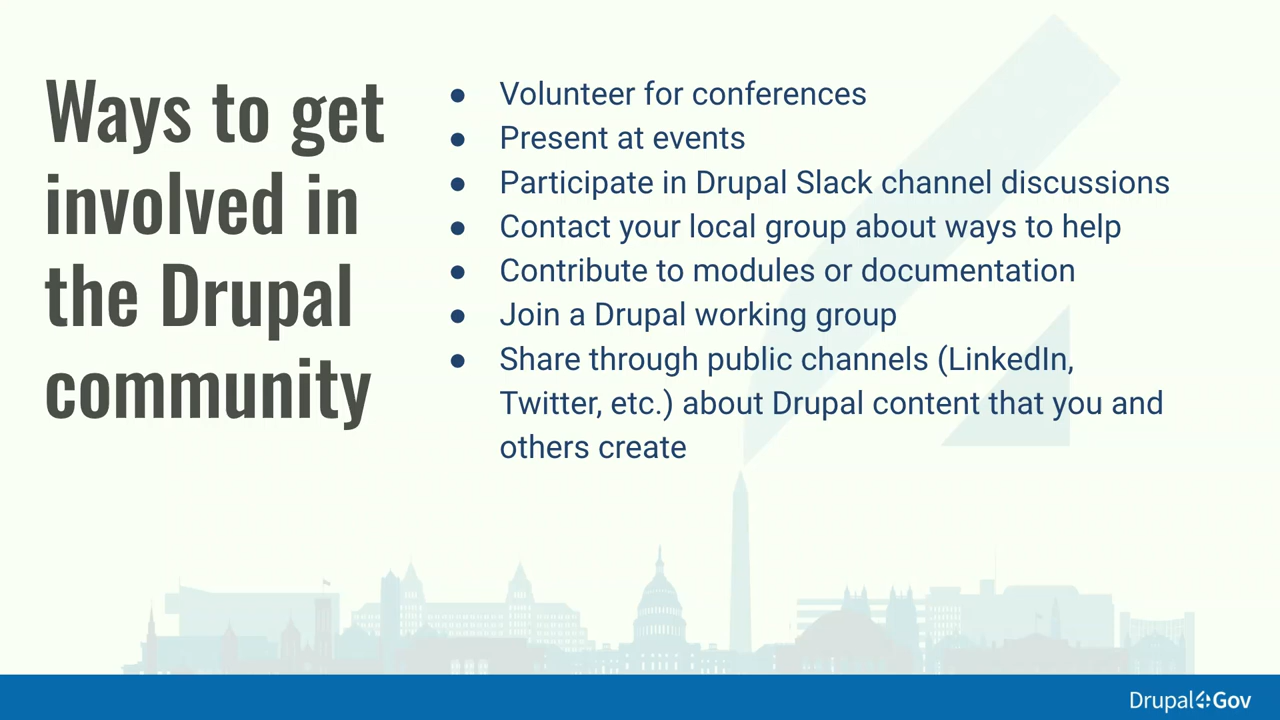 Ways to get
involved in
the Drupal
community
● Volunteer for conferences
● Present at events
● Participate in Drupal Slack channel discussions
● Contact your local group about ways to help
● Contribute to modules or documentation
● Join a Drupal working group
● Share through public channels (LinkedIn,
Twitter, etc.) about Drupal content that you and
others create
Drupal4Gov